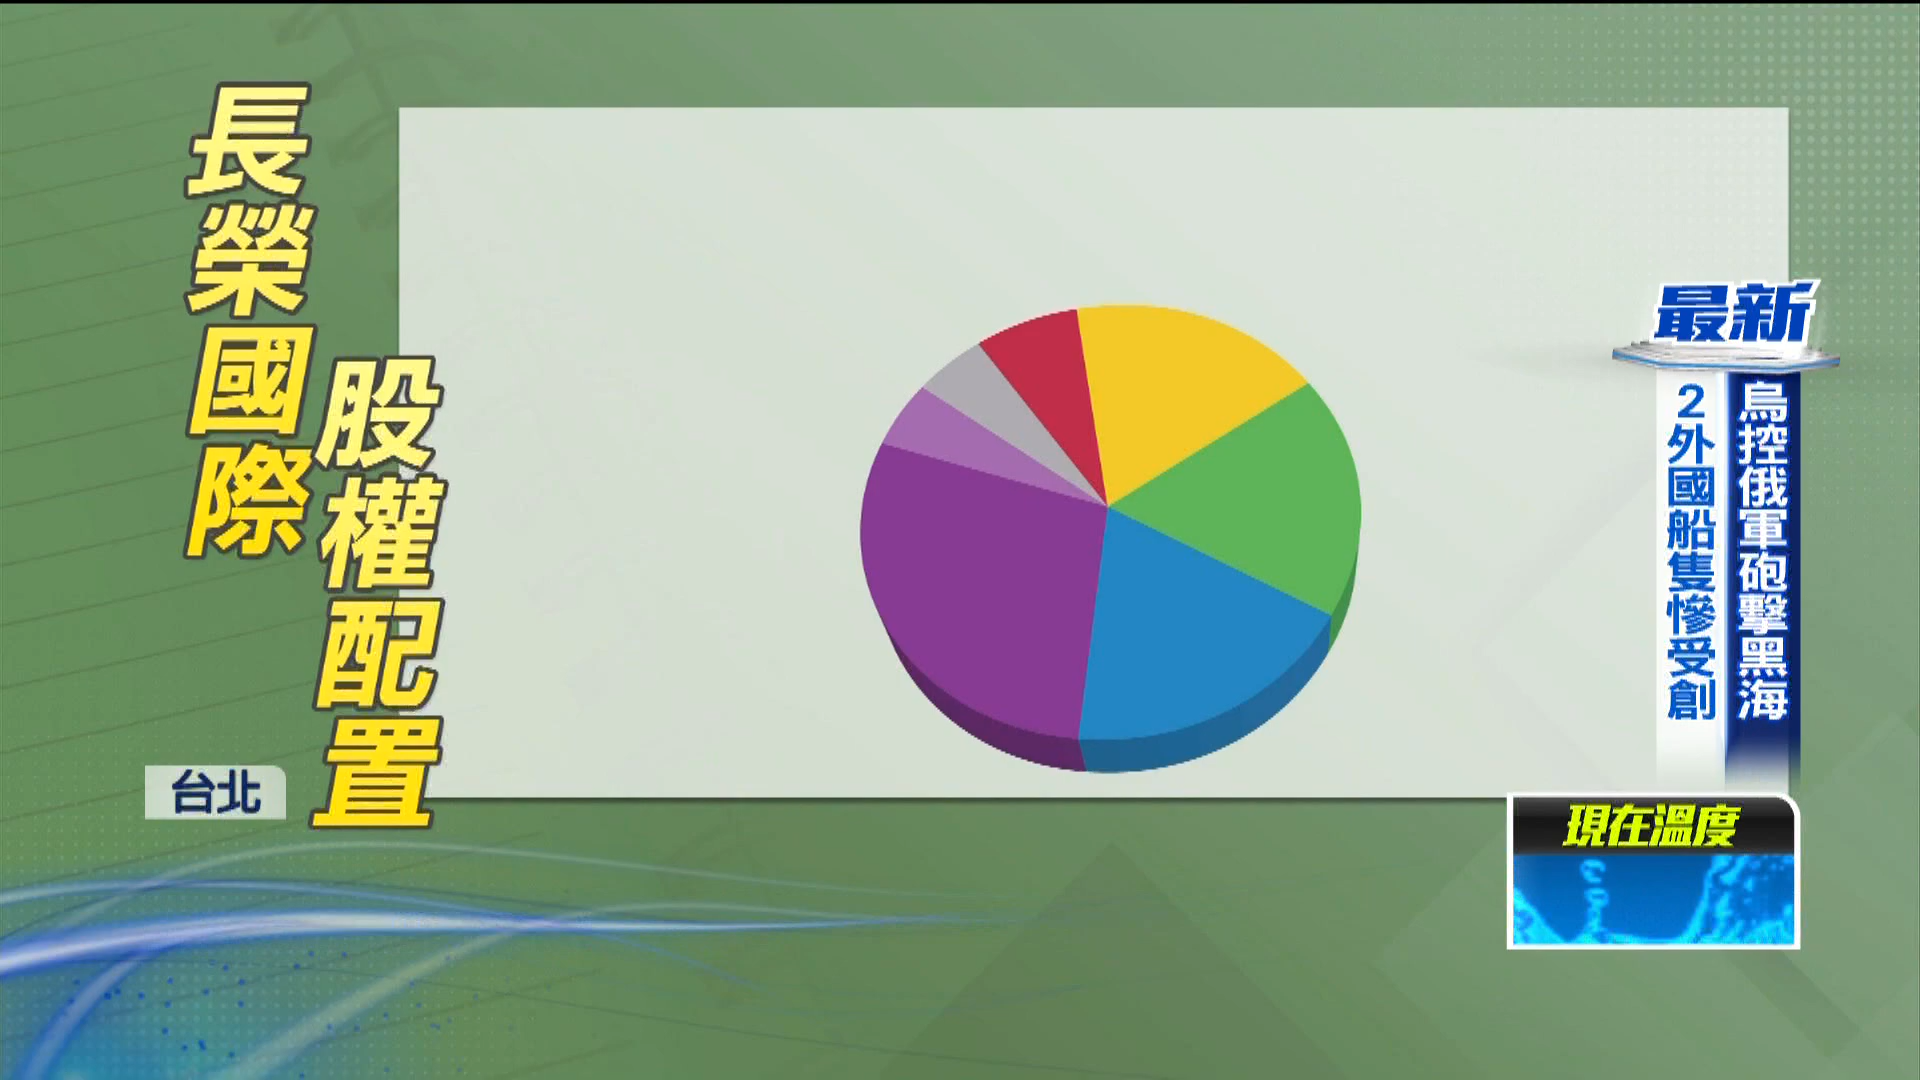 長榮國際
股權配置
台北
最新
烏控俄軍砲擊黑海
2外國船隻慘受創
現在溫度